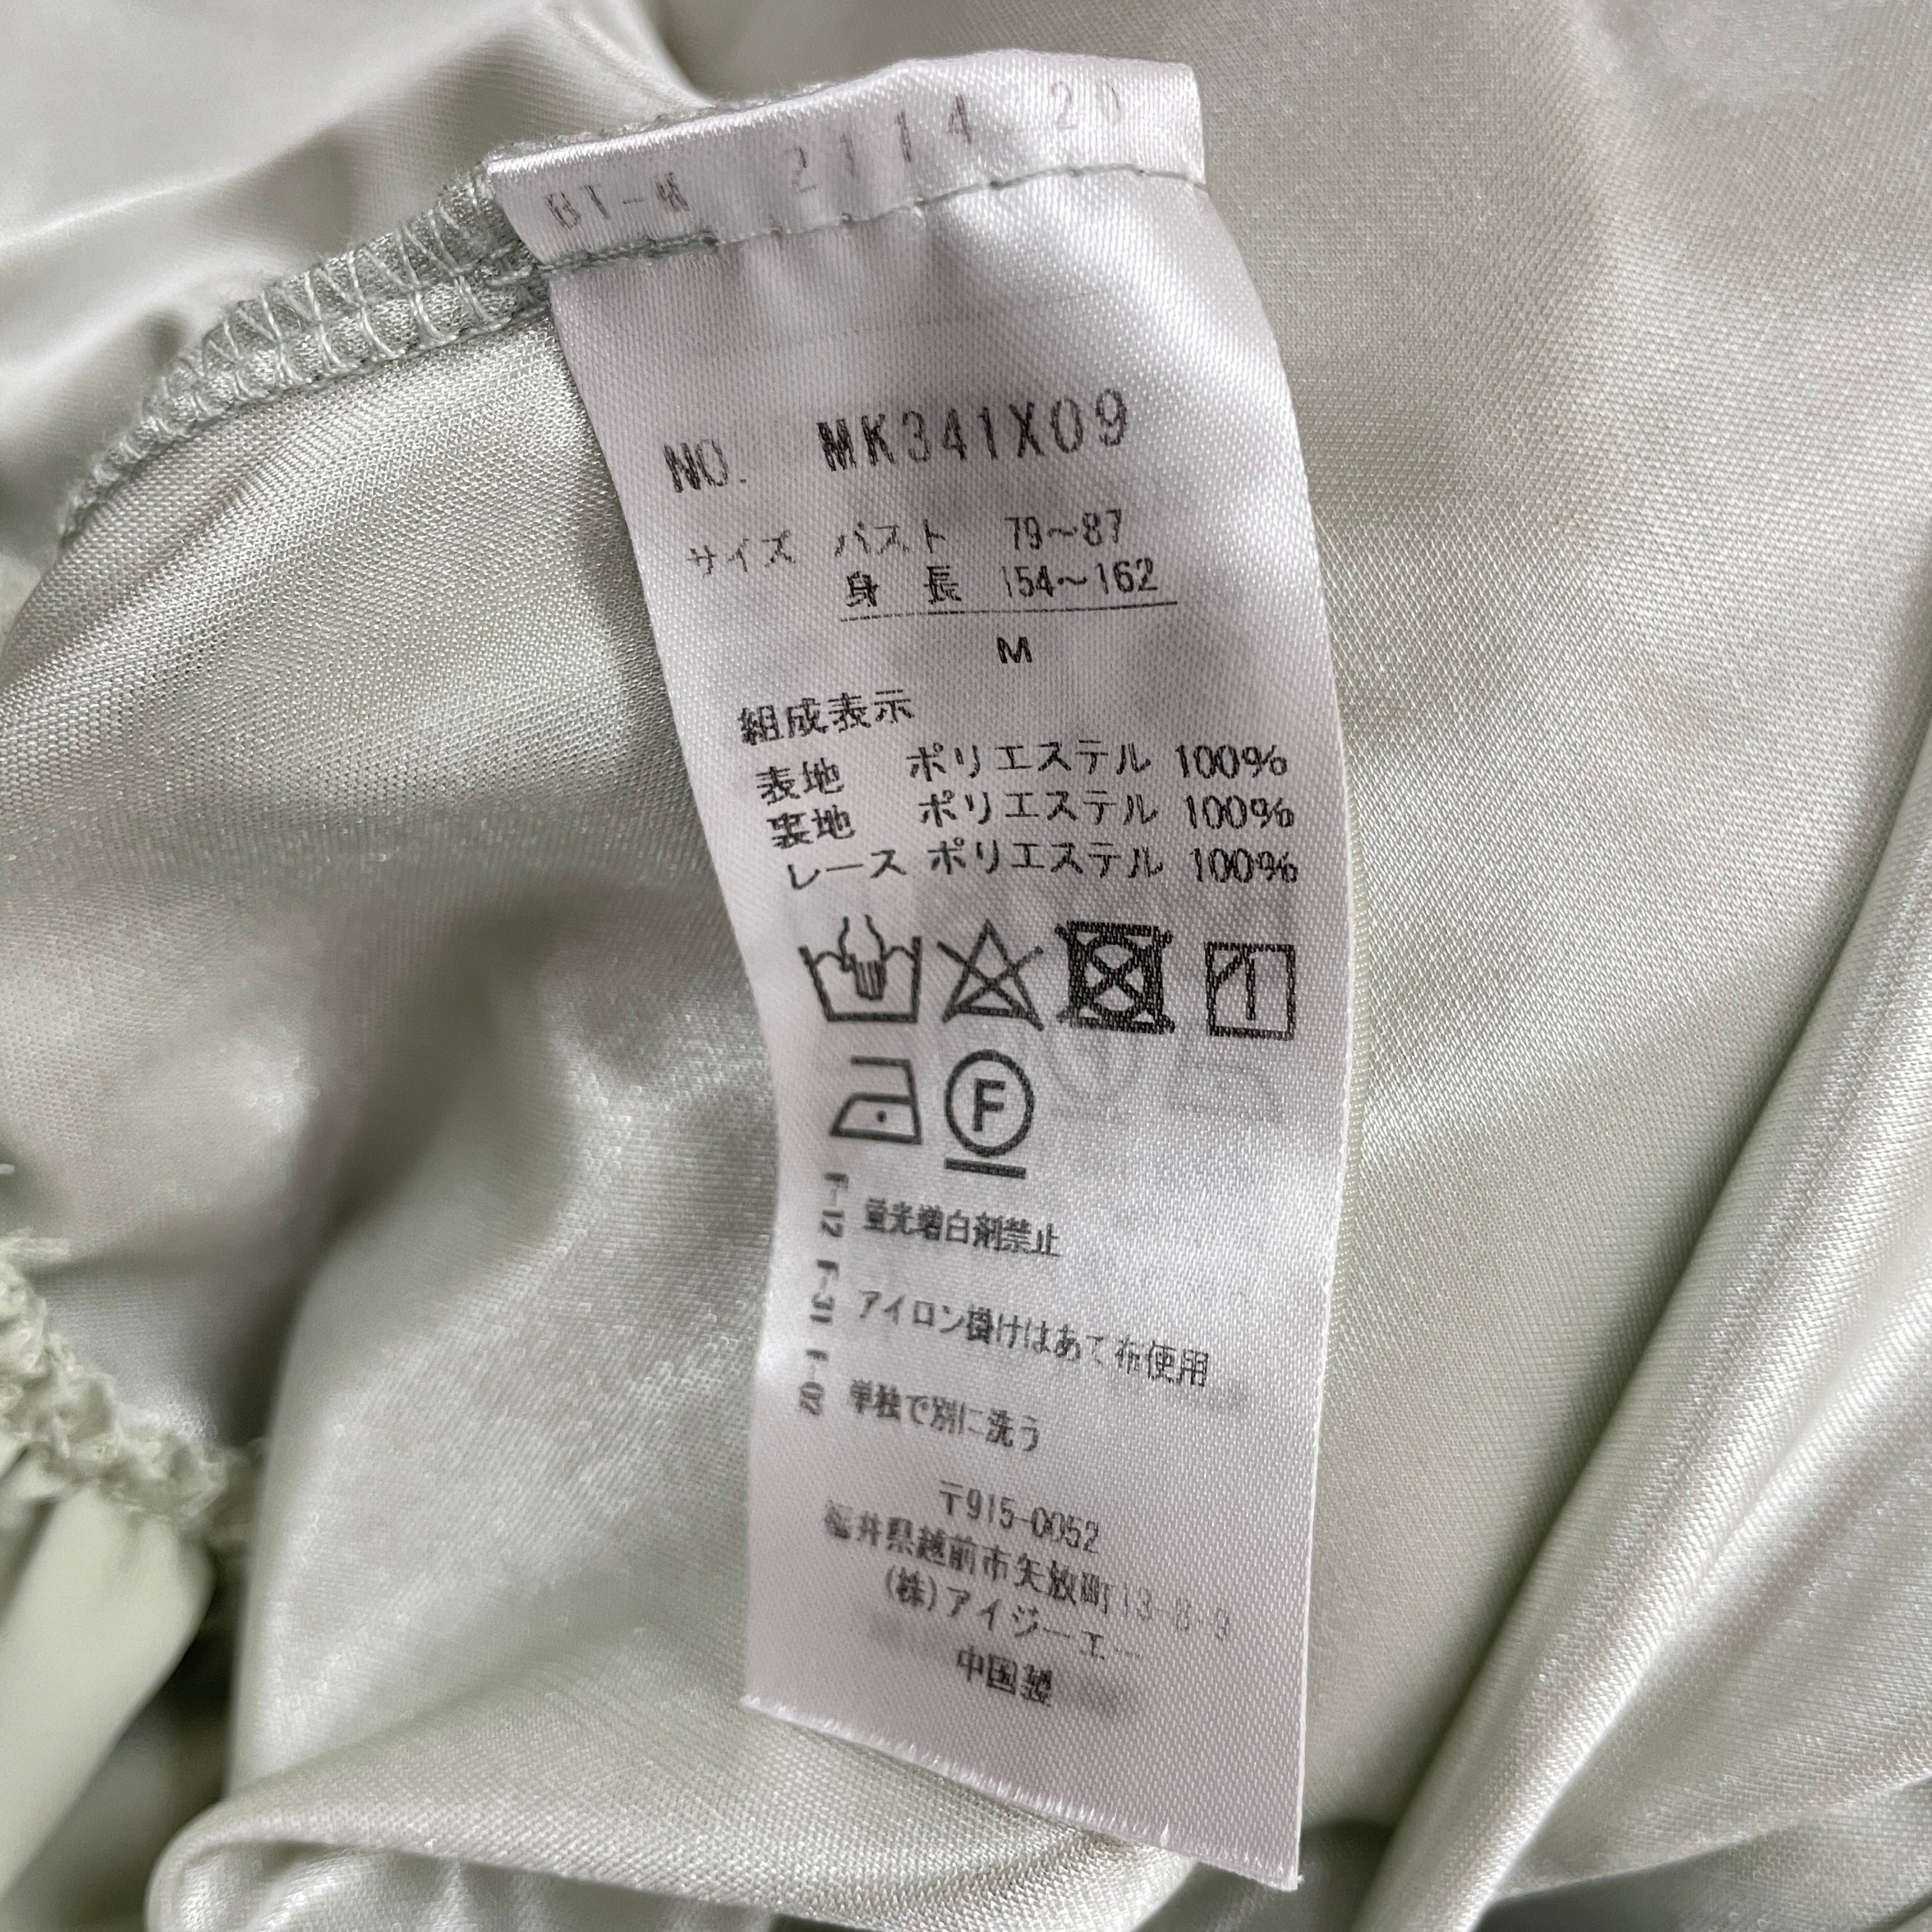 2114 20
NO. MK341X09
サイズ バスト 79～87
身長 154～162
M
組成表示
表地 ポリエステル 100%
裏地 ポリエステル 100%
レース ポリエステル 100%
F
F-12 蛍光増白剤禁止
F-31 アイロン掛けはあて布使用
F-02 単独で別に洗う
〒915-0052
福井県越前市矢放町13-8-9
(株)アイジーエー
中国製